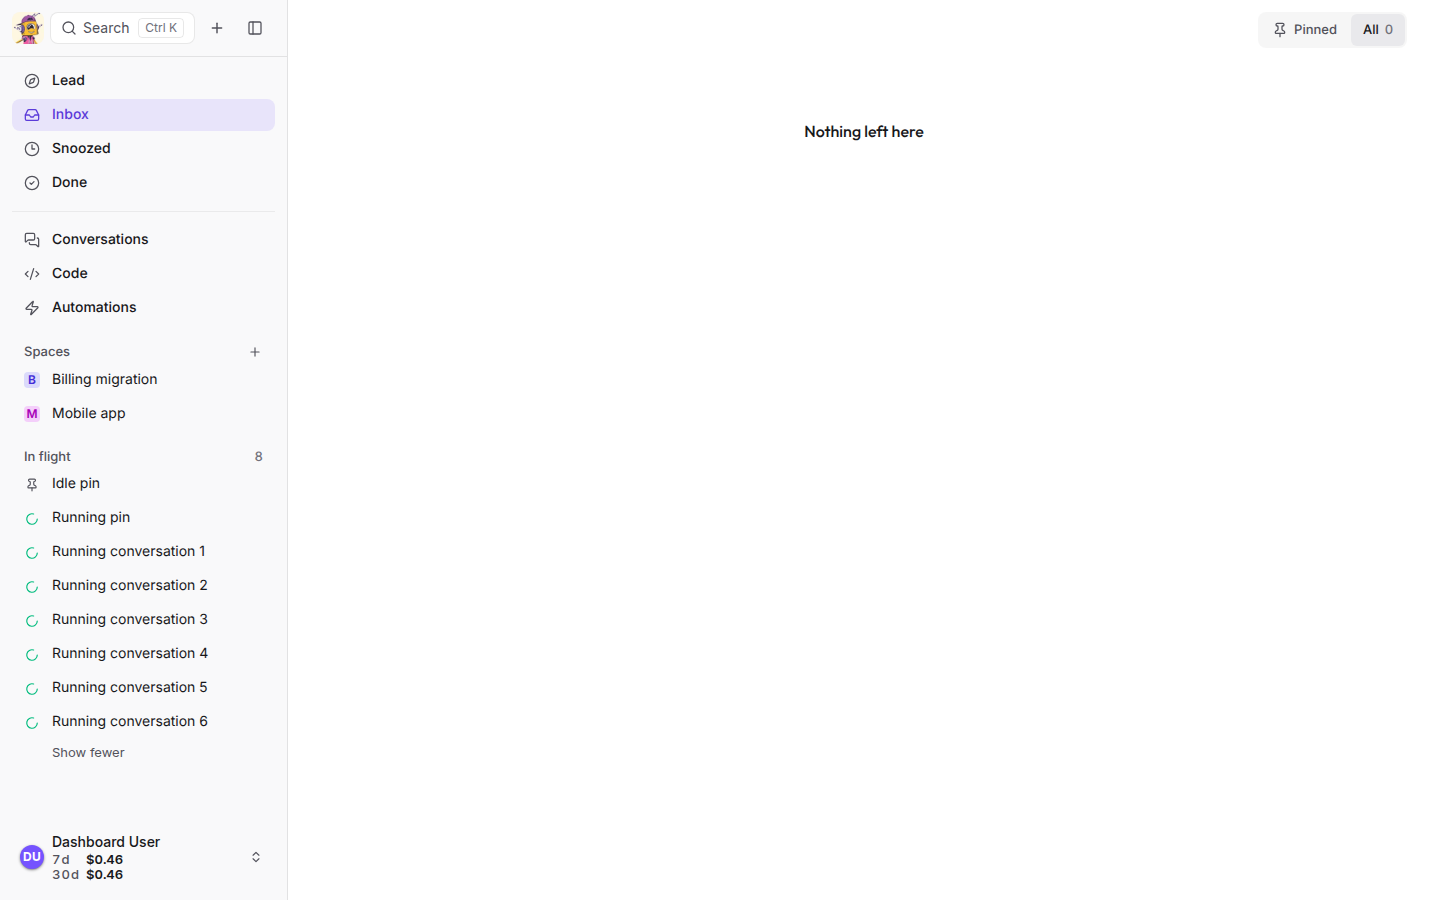 Search Ctrl K
Pinned
All 0
Lead
Inbox
Snoozed
Done
Nothing left here
Conversations
Code
Automations
Spaces
B Billing migration
M Mobile app
In flight 8
Idle pin
Running pin
Running conversation 1
Running conversation 2
Running conversation 3
Running conversation 4
Running conversation 5
Running conversation 6
Show fewer
DU
Dashboard User
7d $0.46
30d $0.46